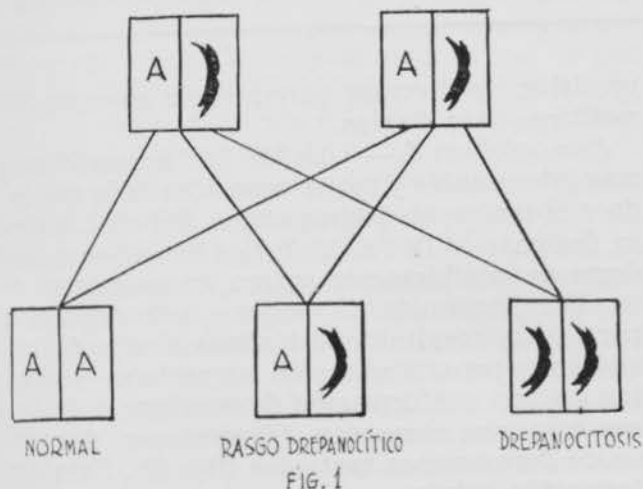 A A
A A A
NORMAL RASGO DREPANOCÍTICO DREPANOCITOSIS
FIG. 1